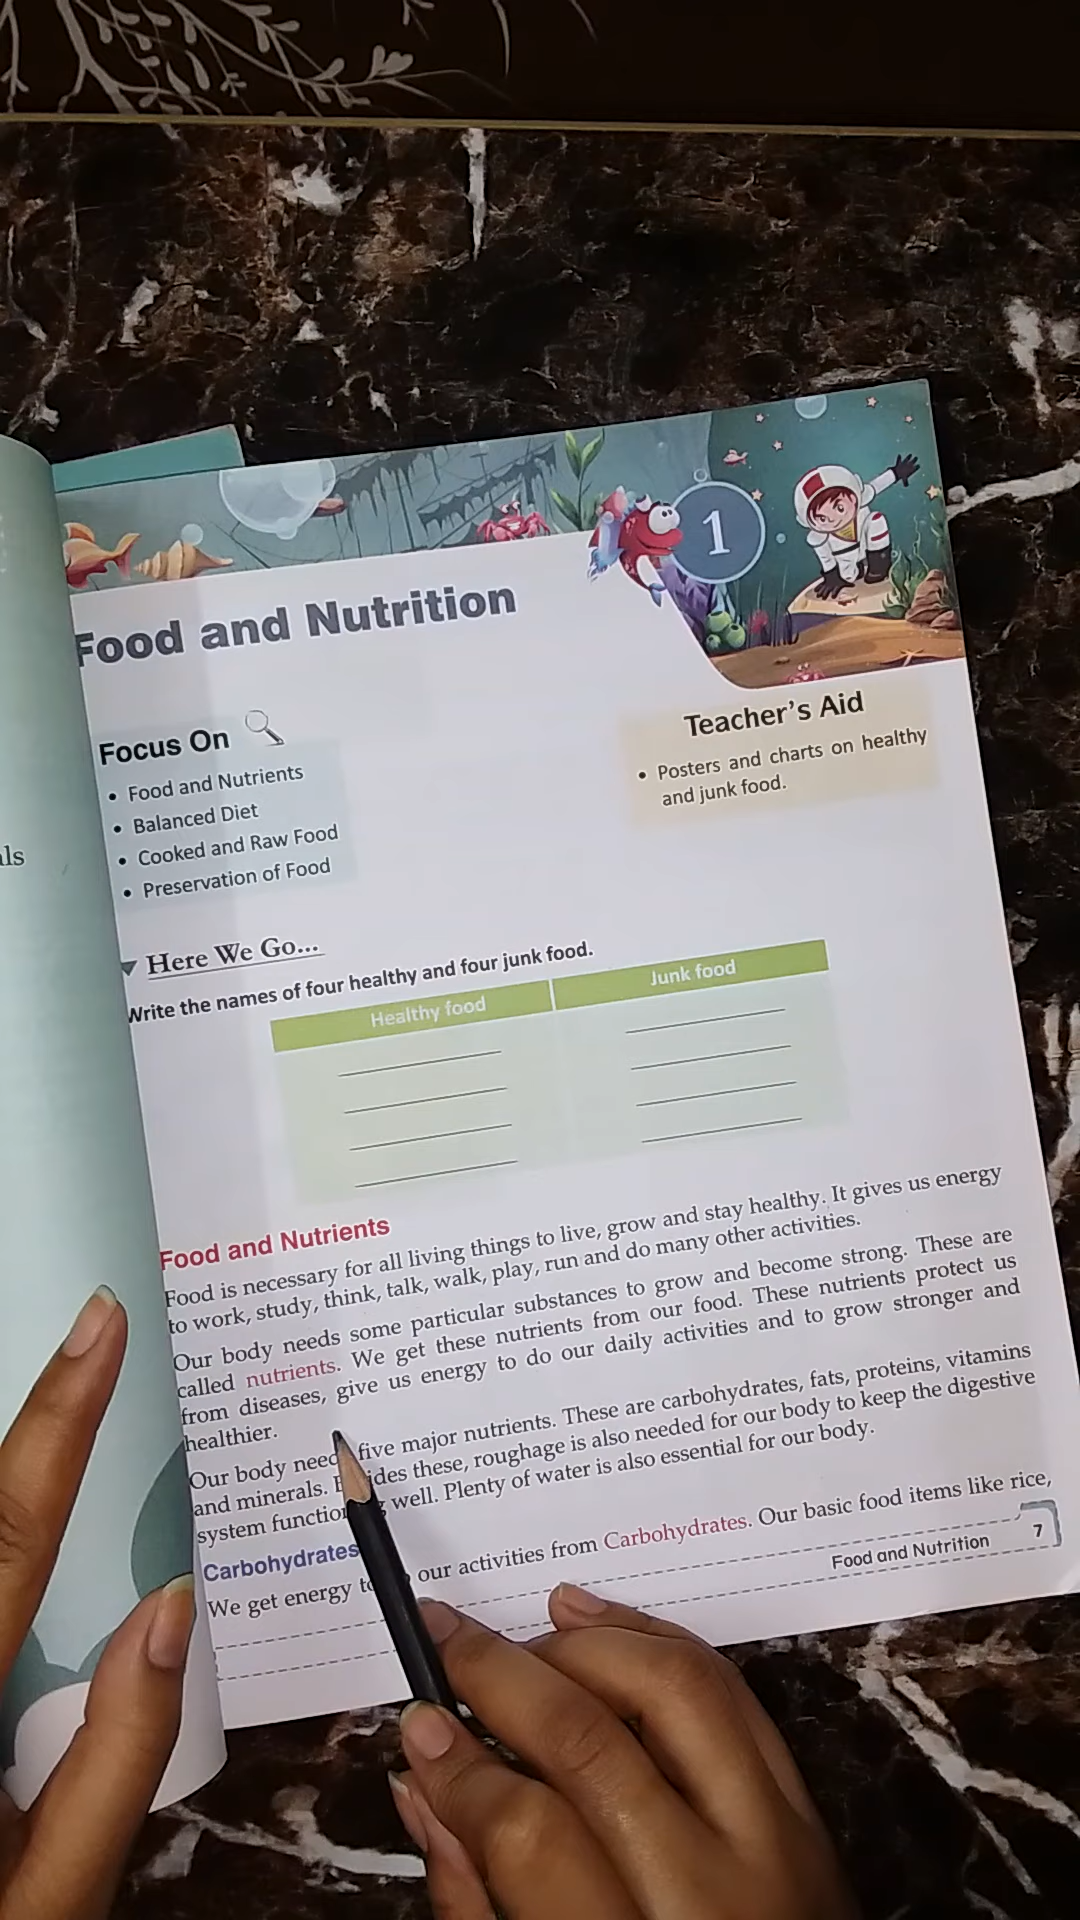 als
1
Food and Nutrition
Focus On
• Food and Nutrients
• Balanced Diet
• Cooked and Raw Food
• Preservation of Food
Teacher's Aid
• Posters and charts on healthy
and junk food.
Here We Go...
Write the names of four healthy and four junk food.
Healthy food
Junk food
Food and Nutrients
Food is necessary for all living things to live, grow and stay healthy. It gives us energy
to work, study, think, talk, walk, play, run and do many other activities.
Our body needs some particular substances to grow and become strong. These are
called nutrients. We get these nutrients from our food. These nutrients protect us
from diseases, give us energy to do our daily activities and to grow stronger and
healthier.
Our body need five major nutrients. These are carbohydrates, fats, proteins, vitamins
and minerals. these, roughage is also needed for our body to keep the digestive
system well. Plenty of water is also essential for our body.
Carbohydrates
We get energy our activities from Carbohydrates. Our basic food items like rice,
Food and Nutrition 7